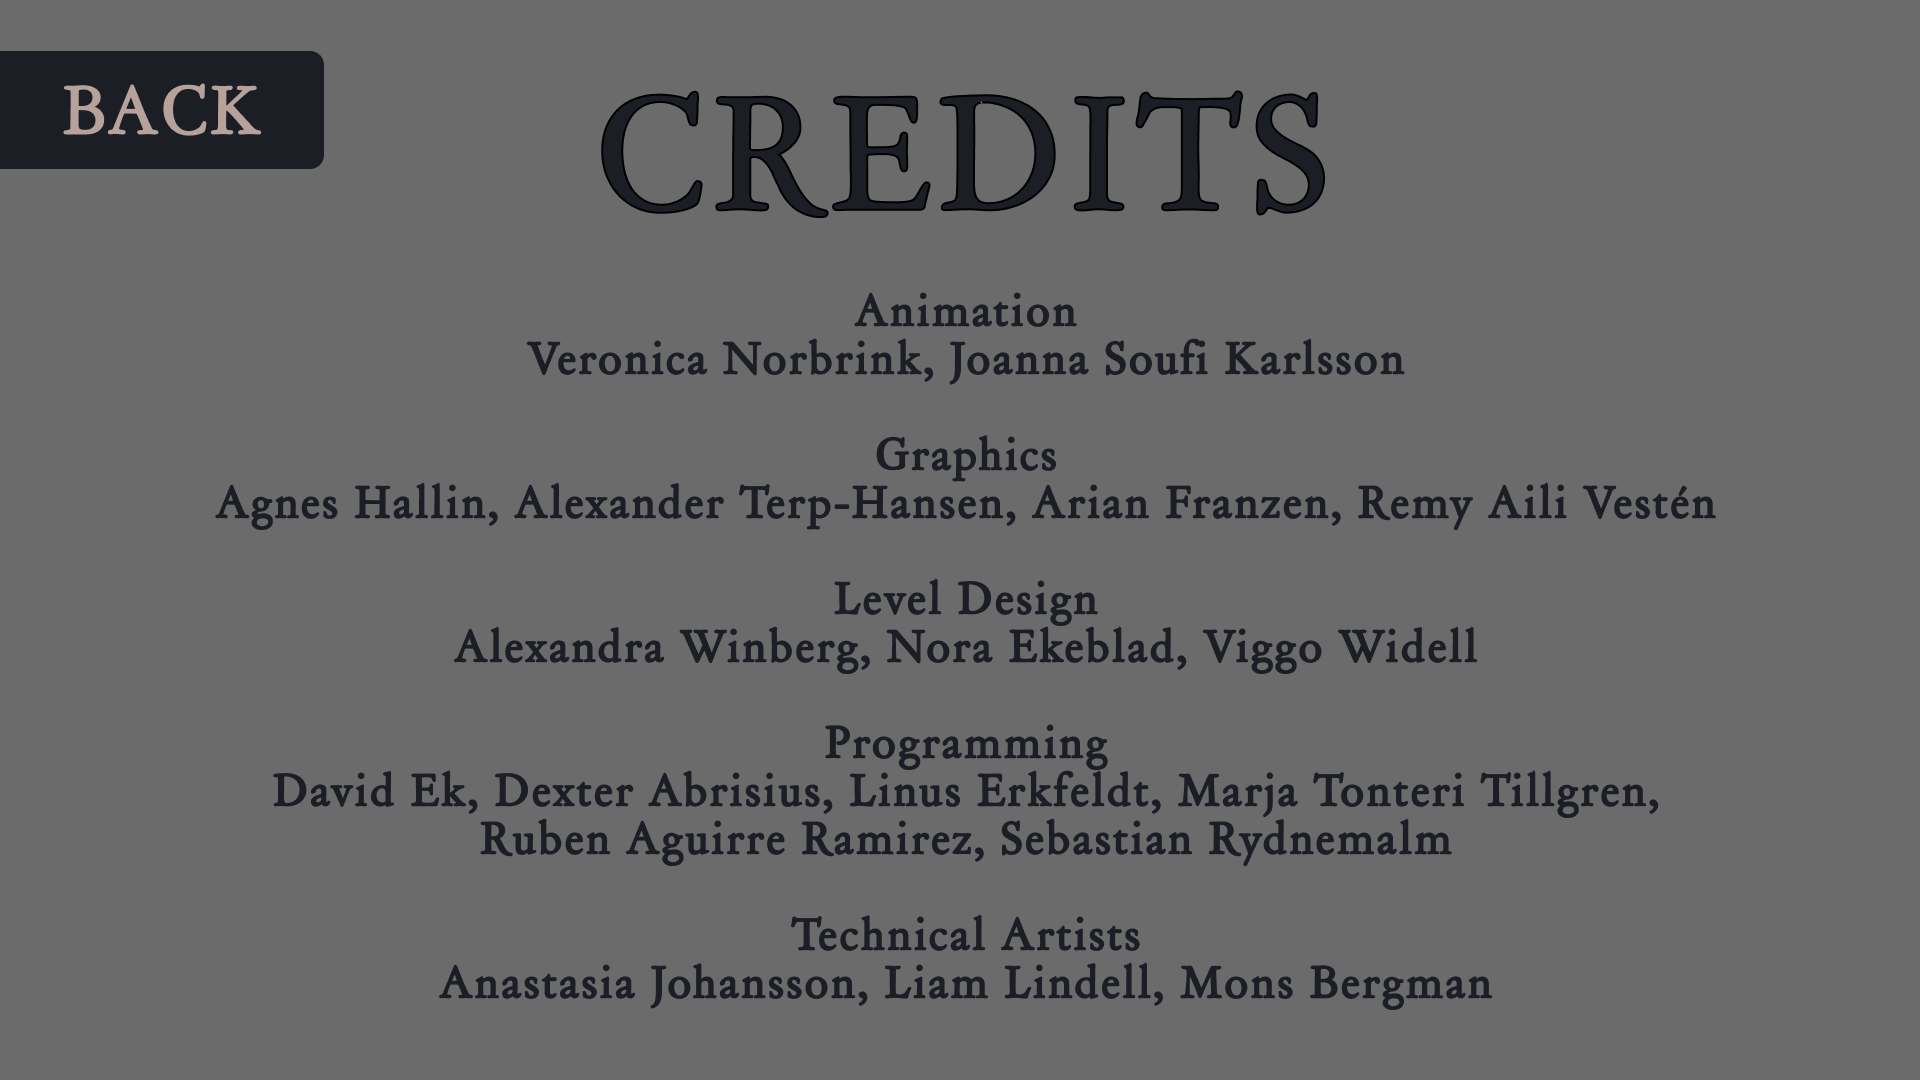 BACK
CREDITS
Animation
Veronica Norbrink, Joanna Soufi Karlsson
Graphics
Agnes Hallin, Alexander Terp-Hansen, Arian Franzen, Remy Aili Vestén
Level Design
Alexandra Winberg, Nora Ekeblad, Viggo Widell
Programming
David Ek, Dexter Abrisius, Linus Erkfeldt, Marja Tonteri Tillgren,
Ruben Aguirre Ramirez, Sebastian Rydnemalm
Technical Artists
Anastasia Johansson, Liam Lindell, Mons Bergman